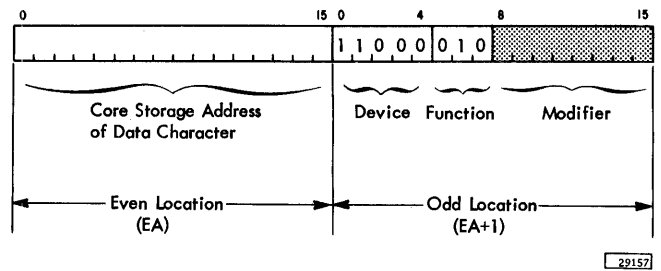 0 15 0 4 8 15
1 1 0 0 0 0 1 0
Core Storage Address
of Data Character
Device Function Modifier
Even Location
(EA)
Odd Location
(EA+1)
29157